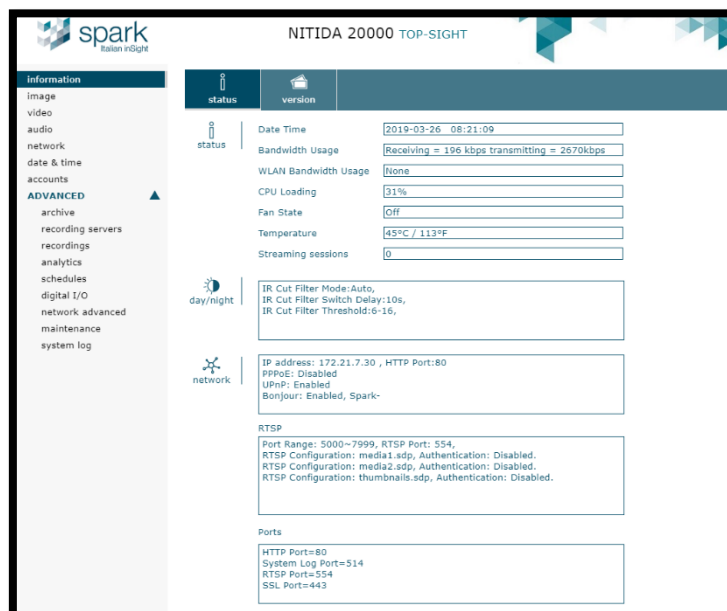 spark
Italian inSight
NITIDA 20000 TOP-SIGHT
information
image
video
audio
network
date & time
accounts
ADVANCED
archive
recording servers
recordings
analytics
schedules
digital I/O
network advanced
maintenance
system log
status
version
status
Date Time 2019-03-26 08:21:09
Bandwidth Usage Receiving = 196 kbps transmitting = 2670kbps
WLAN Bandwidth Usage None
CPU Loading 31%
Fan State Off
Temperature 45ºC / 113ºF
Streaming sessions 0
day/night
IR Cut Filter Mode:Auto,
IR Cut Filter Switch Delay:10s,
IR Cut Filter Threshold:6-16,
network
IP address: 172.21.7.30 , HTTP Port:80
PPPoE: Disabled
UPnP: Enabled
Bonjour: Enabled, Spark-
RTSP
Port Range: 5000~7999, RTSP Port: 554,
RTSP Configuration: media1.sdp, Authentication: Disabled.
RTSP Configuration: media2.sdp, Authentication: Disabled.
RTSP Configuration: thumbnails.sdp, Authentication: Disabled.
Ports
HTTP Port=80
System Log Port=514
RTSP Port=554
SSL Port=443